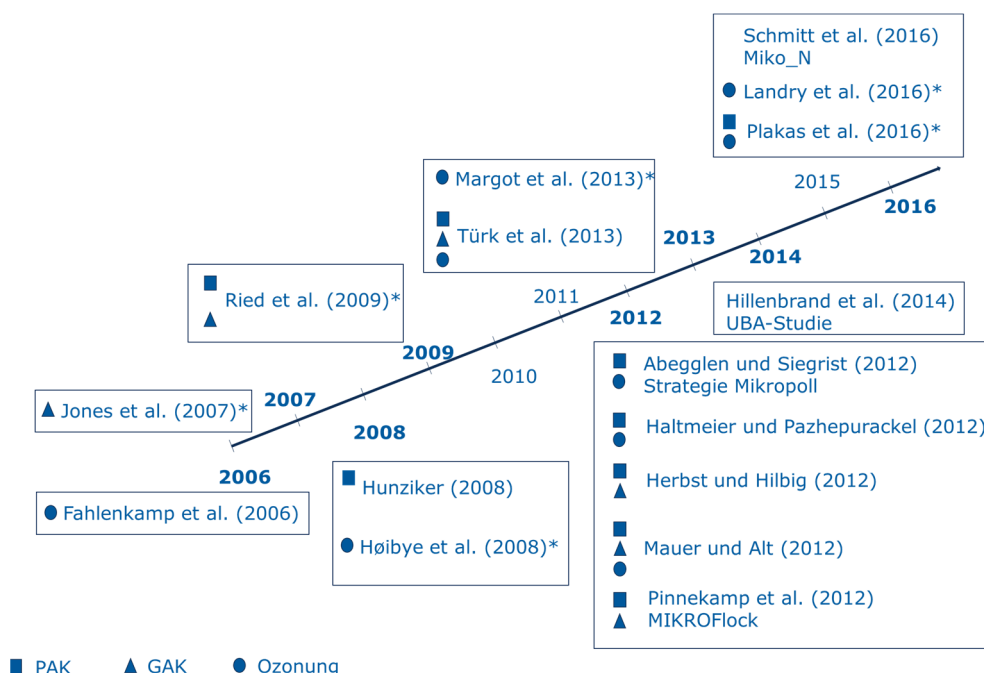 Schmitt et al. (2016)
Miko_N
Landry et al. (2016)*
Plakas et al. (2016)*
Margot et al. (2013)*
Türk et al. (2013)
2015
2016
2013
2014
Ried et al. (2009)*
2011
2012
Hillenbrand et al. (2014)
UBA-Studie
2009
2010
Abegglen und Siegrist (2012)
Strategie Mikropoll
Jones et al. (2007)*
2007
2008
Haltmeier und Pazhepurackel (2012)
2006
Hunziker (2008)
Herbst und Hilbig (2012)
Fahlenkamp et al. (2006)
Høibye et al. (2008)*
Mauer und Alt (2012)
Pinnekamp et al. (2012)
MIKROFlock
PAK GAK Ozonung